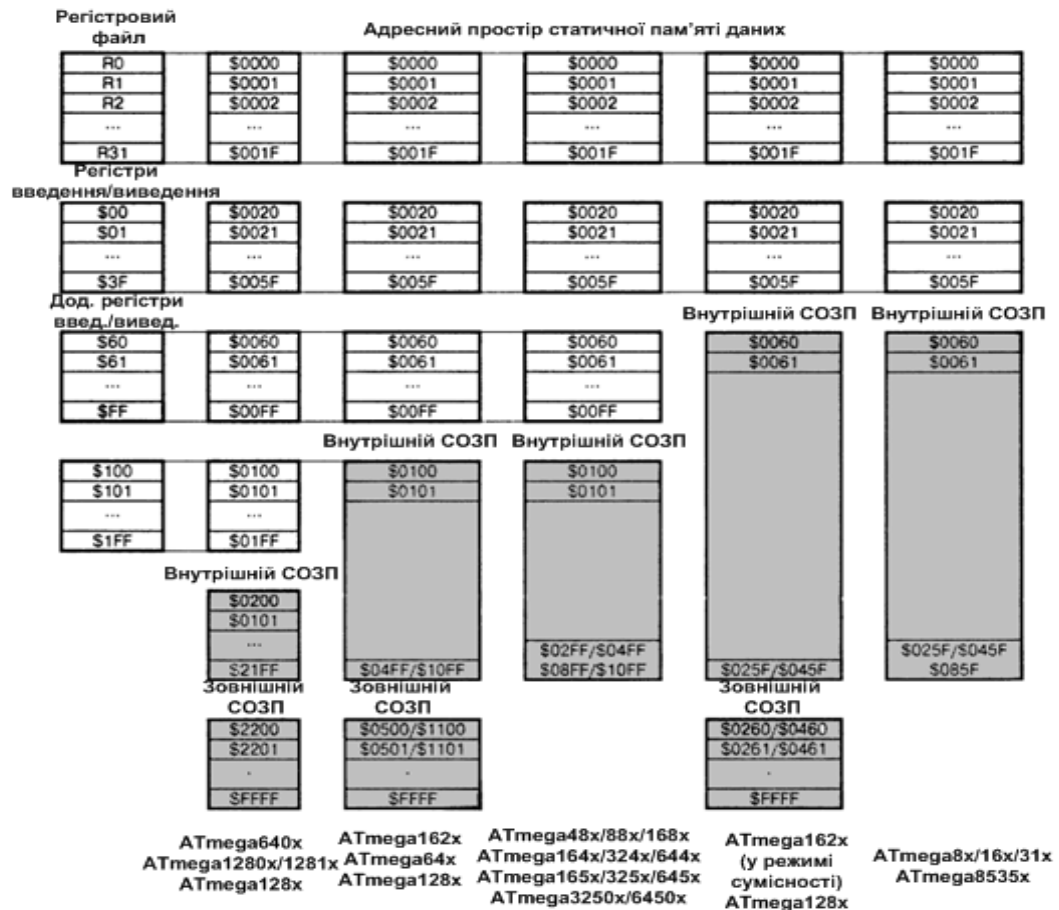 Регістровий
файл
Адресний простір статичної пам'яті даних
R0 $0000 $0000 $0000 $0000 $0000
R1 $0001 $0001 $0001 $0001 $0001
R2 $0002 $0002 $0002 $0002 $0002
... ... ... ... ... ...
R31 $001F $001F $001F $001F $001F
Регістри
введення/виведення
$00 $0020 $0020 $0020 $0020 $0020
$01 $0021 $0021 $0021 $0021 $0021
... ... ... ... ... ...
$3F $005F $005F $005F $005F $005F
Дод. регістри
введ./вивед.
Внутрішній СОЗП Внутрішній СОЗП
$60 $0060 $0060 $0060 $0060 $0060
$61 $0061 $0061 $0061 $0061 $0061
... ... ... ...
$FF $00FF $00FF $00FF
Внутрішній СОЗП Внутрішній СОЗП
$100 $0100 $0100 $0100
$101 $0101 $0101 $0101
... ...
$1FF $01FF
Внутрішній СОЗП
$0200
$0101
...
$21FF
$04FF/$10FF
$02FF/$04FF
$08FF/$10FF
$025F/$045F
$025F/$045F
$085F
Зовнішній
СОЗП
$2200
$2201
.
$FFFF
Зовнішній
СОЗП
$0500/$1100
$0501/$1101
.
$FFFF
Зовнішній
СОЗП
$0260/$0460
$0261/$0461
.
$FFFF
ATmega640x
ATmega1280x/1281x
ATmega128x
ATmega162x
ATmega64x
ATmega128x
ATmega48x/88x/168x
ATmega164x/324x/644x
ATmega165x/325x/645x
ATmega3250x/6450x
ATmega162x
(у режимі
сумісності)
ATmega128x
ATmega8x/16x/31x
ATmega8535x